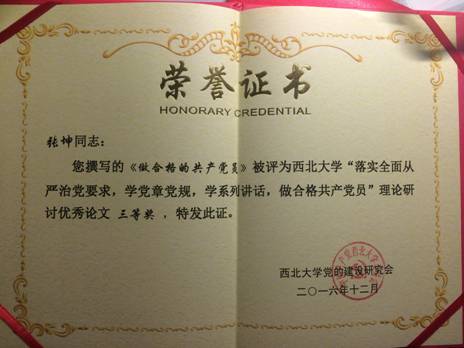 荣誉证书
HONORARY CREDENTIAL
张坤同志：
您撰写的《做合格的共产党员》被评为西北大学“落实全面从
严治党要求，学党章党规，学系列讲话，做合格共产党员”理论研
讨优秀论文 三等奖 ，特发此证。
西北大学党的建设研究会
二〇一六年十二月